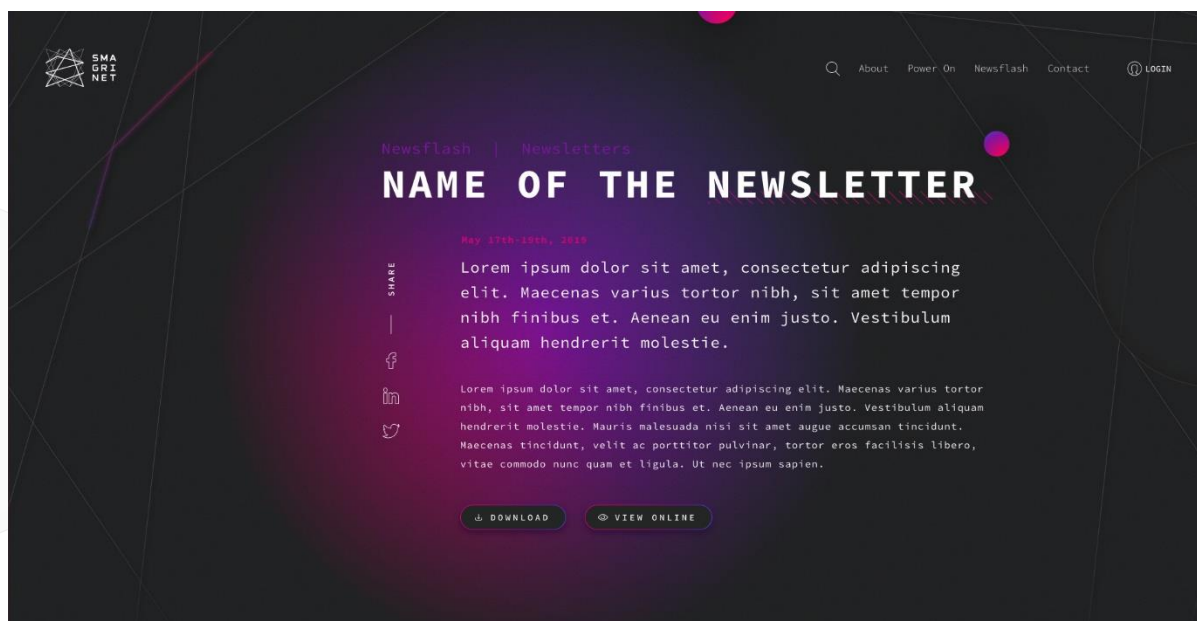 SMA
GRI
NET
About Power On Newsflash Contact LOGIN
Newsflash | Newsletters
NAME OF THE NEWSLETTER
May 17th-19th, 2019
SHARE
Lorem ipsum dolor sit amet, consectetur adipiscing
elit. Maecenas varius tortor nibh, sit amet tempor
nibh finibus et. Aenean eu enim justo. Vestibulum
aliquam hendrerit molestie.
Lorem ipsum dolor sit amet, consectetur adipiscing elit. Maecenas varius tortor
nibh, sit amet tempor nibh finibus et. Aenean eu enim justo. Vestibulum aliquam
hendrerit molestie. Mauris malesuada nisi sit amet augue accumsan tincidunt.
Maecenas tincidunt, velit ac porttitor pulvinar, tortor eros facilisis libero,
vitae commodo nunc quam et ligula. Ut nec ipsum sapien.
DOWNLOAD VIEW ONLINE